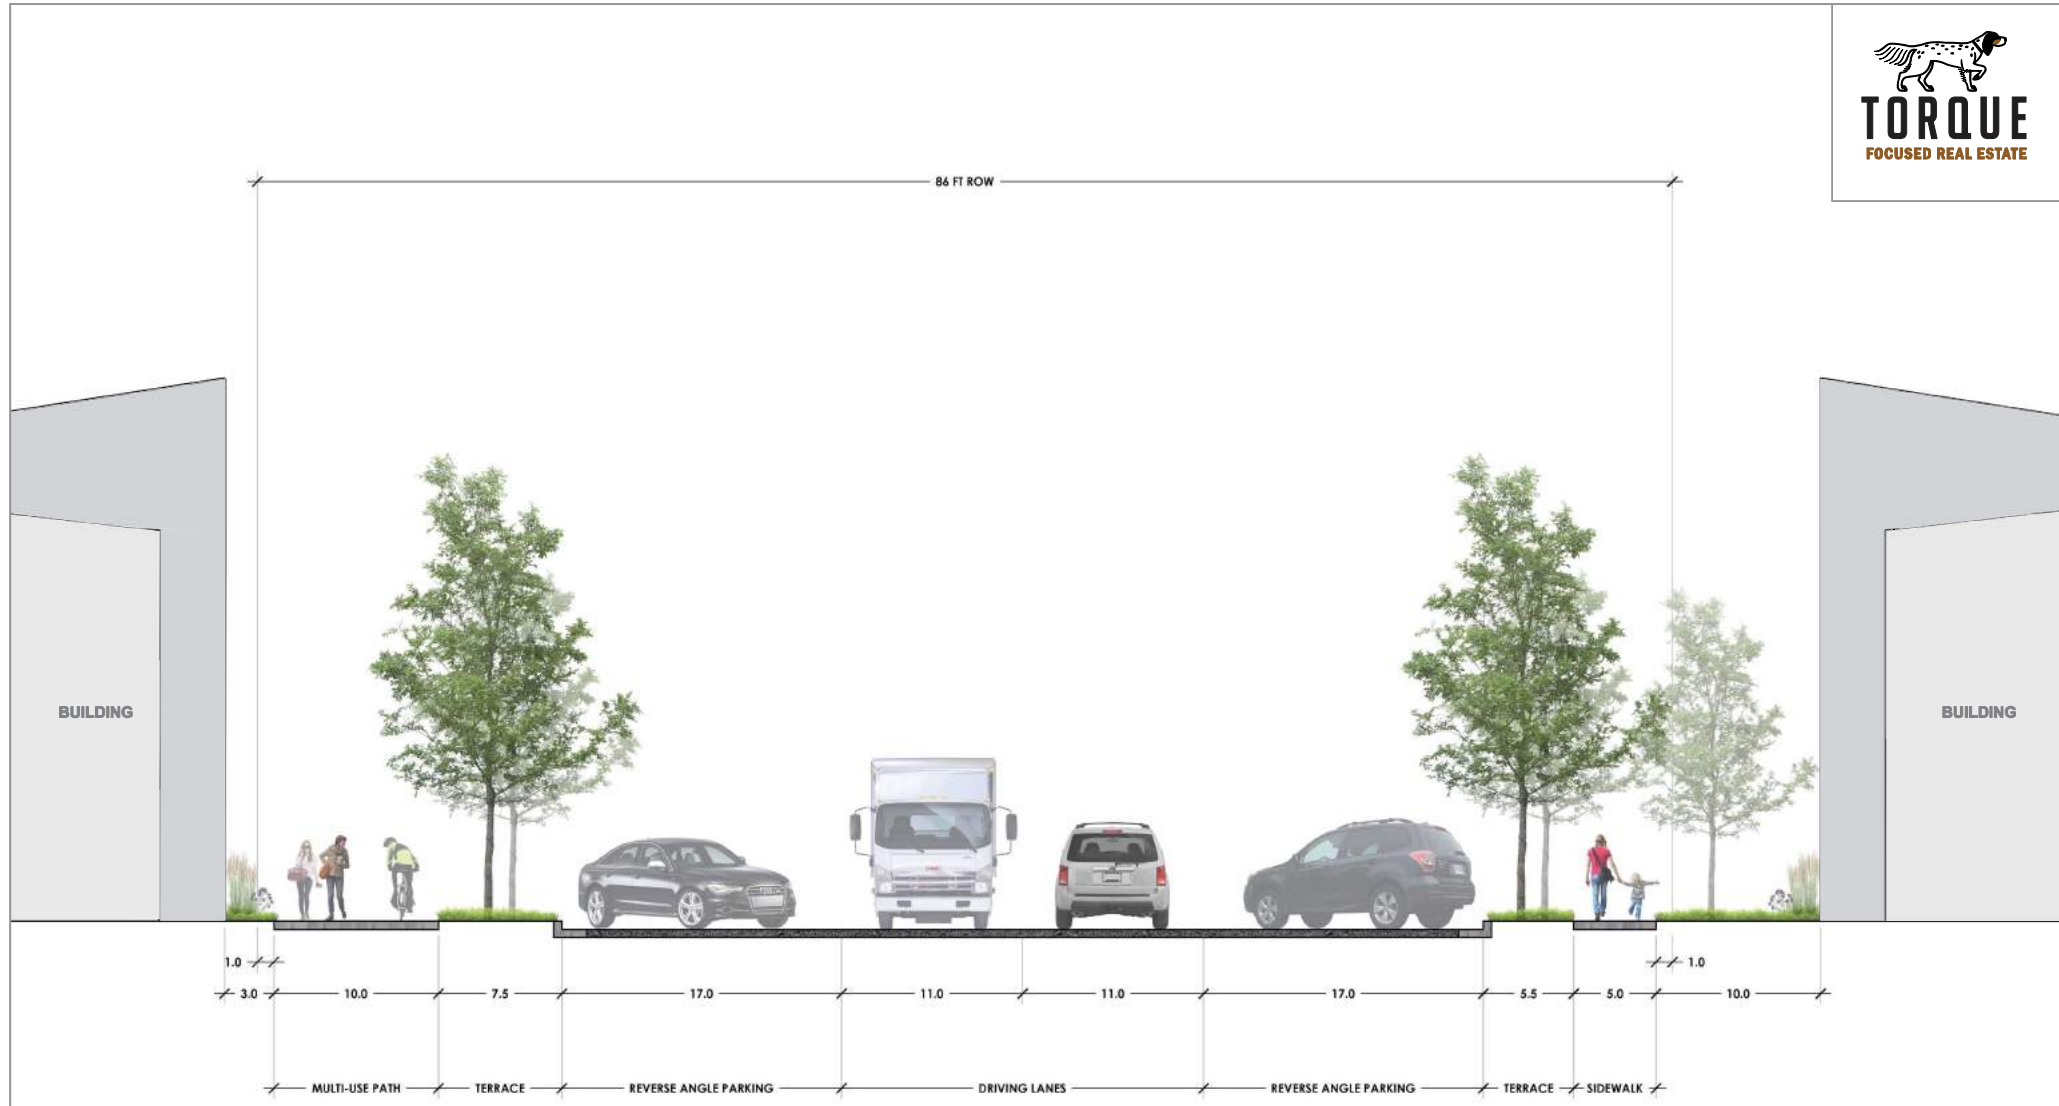 TORQUE
FOCUSED REAL ESTATE
86 FT ROW
BUILDING
BUILDING
1.0
1.0
3.0 10.0 7.5 17.0 11.0 11.0 17.0 5.5 5.0 10.0
MULTI-USE PATH TERRACE REVERSE ANGLE PARKING DRIVING LANES REVERSE ANGLE PARKING TERRACE SIDEWALK